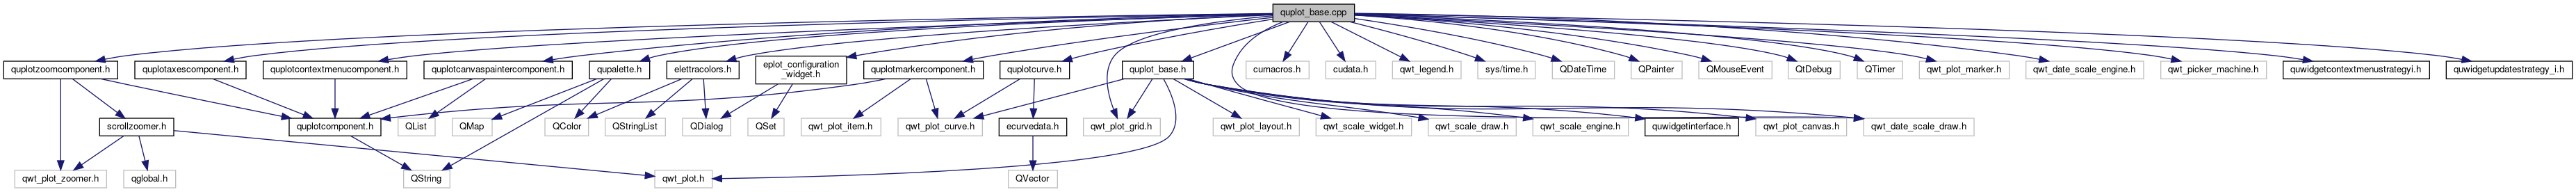 quplot_base.cpp
quplotzoomcomponent.h
quplotaxescomponent.h
quplotcontextmenucomponent.h
quplotcanvaspaintercomponent.h
qupalette.h
elettracolors.h
eplot_configuration
_widget.h
quplotmarkercomponent.h
quplotcurve.h
quplot_base.h
cumacros.h
cudata.h
qwt_legend.h
sys/time.h
QDateTime
QPainter
QMouseEvent
QtDebug
QTimer
qwt_plot_marker.h
qwt_date_scale_engine.h
qwt_picker_machine.h
quwidgetcontextmenustrategyi.h
quwidgetupdatestrategy_i.h
scrollzoomer.h
quplotcomponent.h
QList
QMap
QColor
QStringList
QDialog
QSet
qwt_plot_item.h
qwt_plot_curve.h
ecurvedata.h
qwt_plot_grid.h
qwt_plot_layout.h
qwt_scale_widget.h
qwt_scale_draw.h
qwt_scale_engine.h
quwidgetinterface.h
qwt_plot_canvas.h
qwt_date_scale_draw.h
qwt_plot_zoomer.h
qglobal.h
QString
qwt_plot.h
QVector